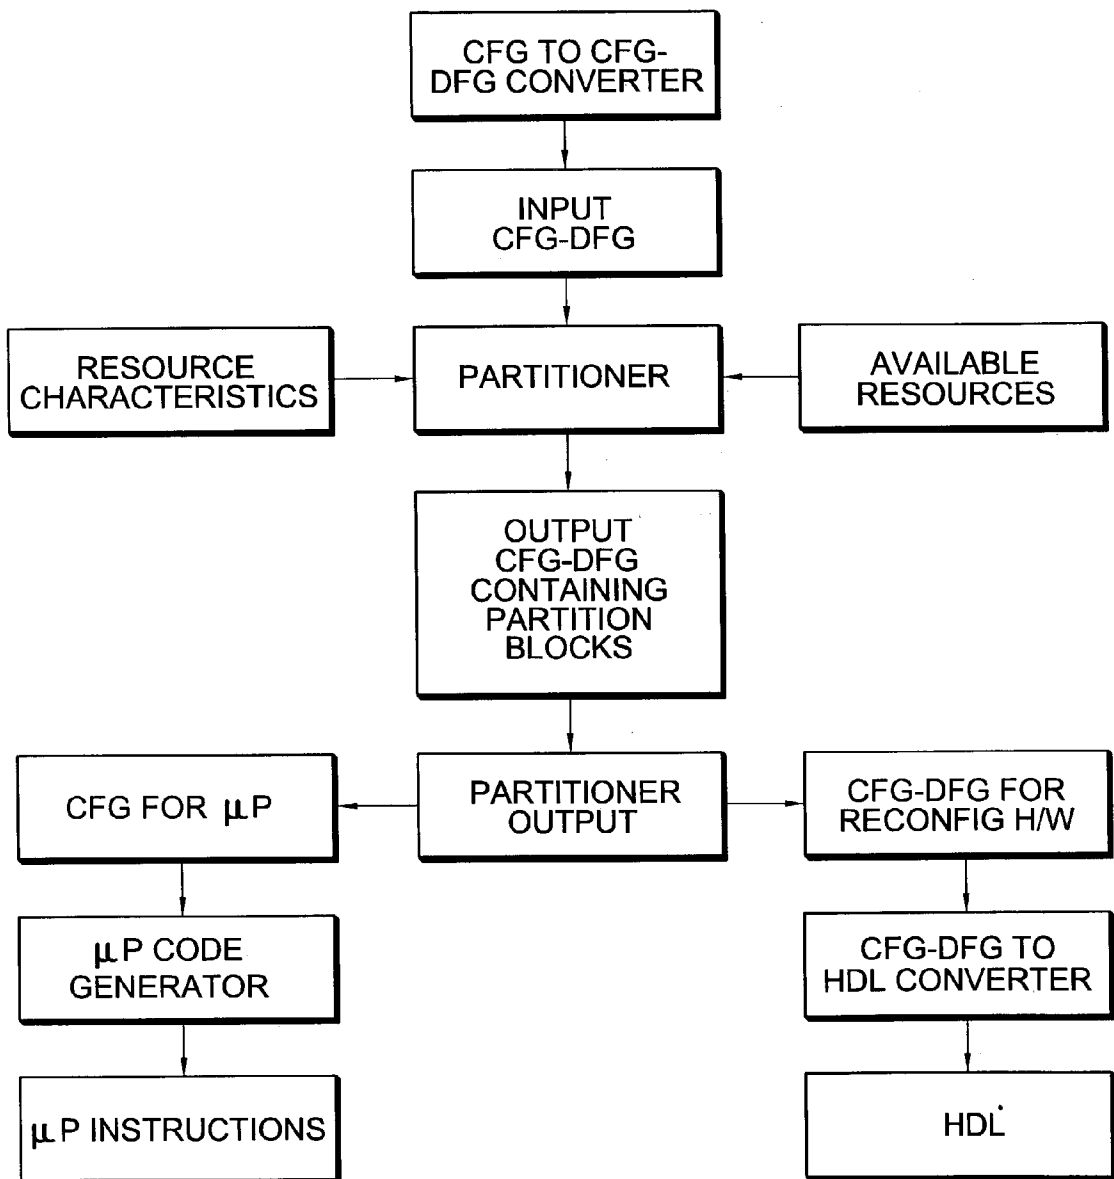 CFG TO CFG-
DFG CONVERTER
INPUT
CFG-DFG
RESOURCE
CHARACTERISTICS
PARTITIONER
AVAILABLE
RESOURCES
OUTPUT
CFG-DFG
CONTAINING
PARTITION
BLOCKS
CFG FOR μP
PARTITIONER
OUTPUT
CFG-DFG FOR
RECONFIG H/W
μP CODE
GENERATOR
CFG-DFG TO
HDL CONVERTER
μP INSTRUCTIONS
HDL